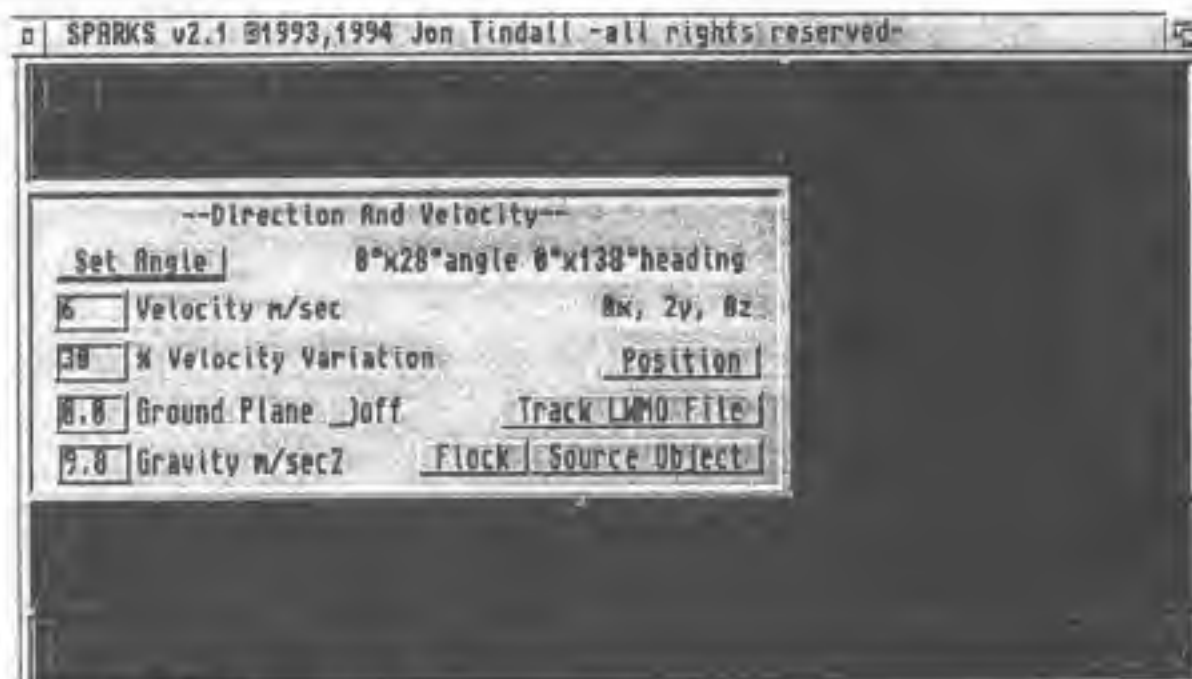 SPARKS v2.1 ©1993,1994 Jon Tindall -all rights reserved-
--Direction And Velocity--
Set Angle 0°x28°angle 0°x138°heading
6 Velocity m/sec 0x, 2y, 0z
30 % Velocity Variation Position
0.0 Ground Plane off Track LWMO File
9.8 Gravity m/sec2 Flock Source Object